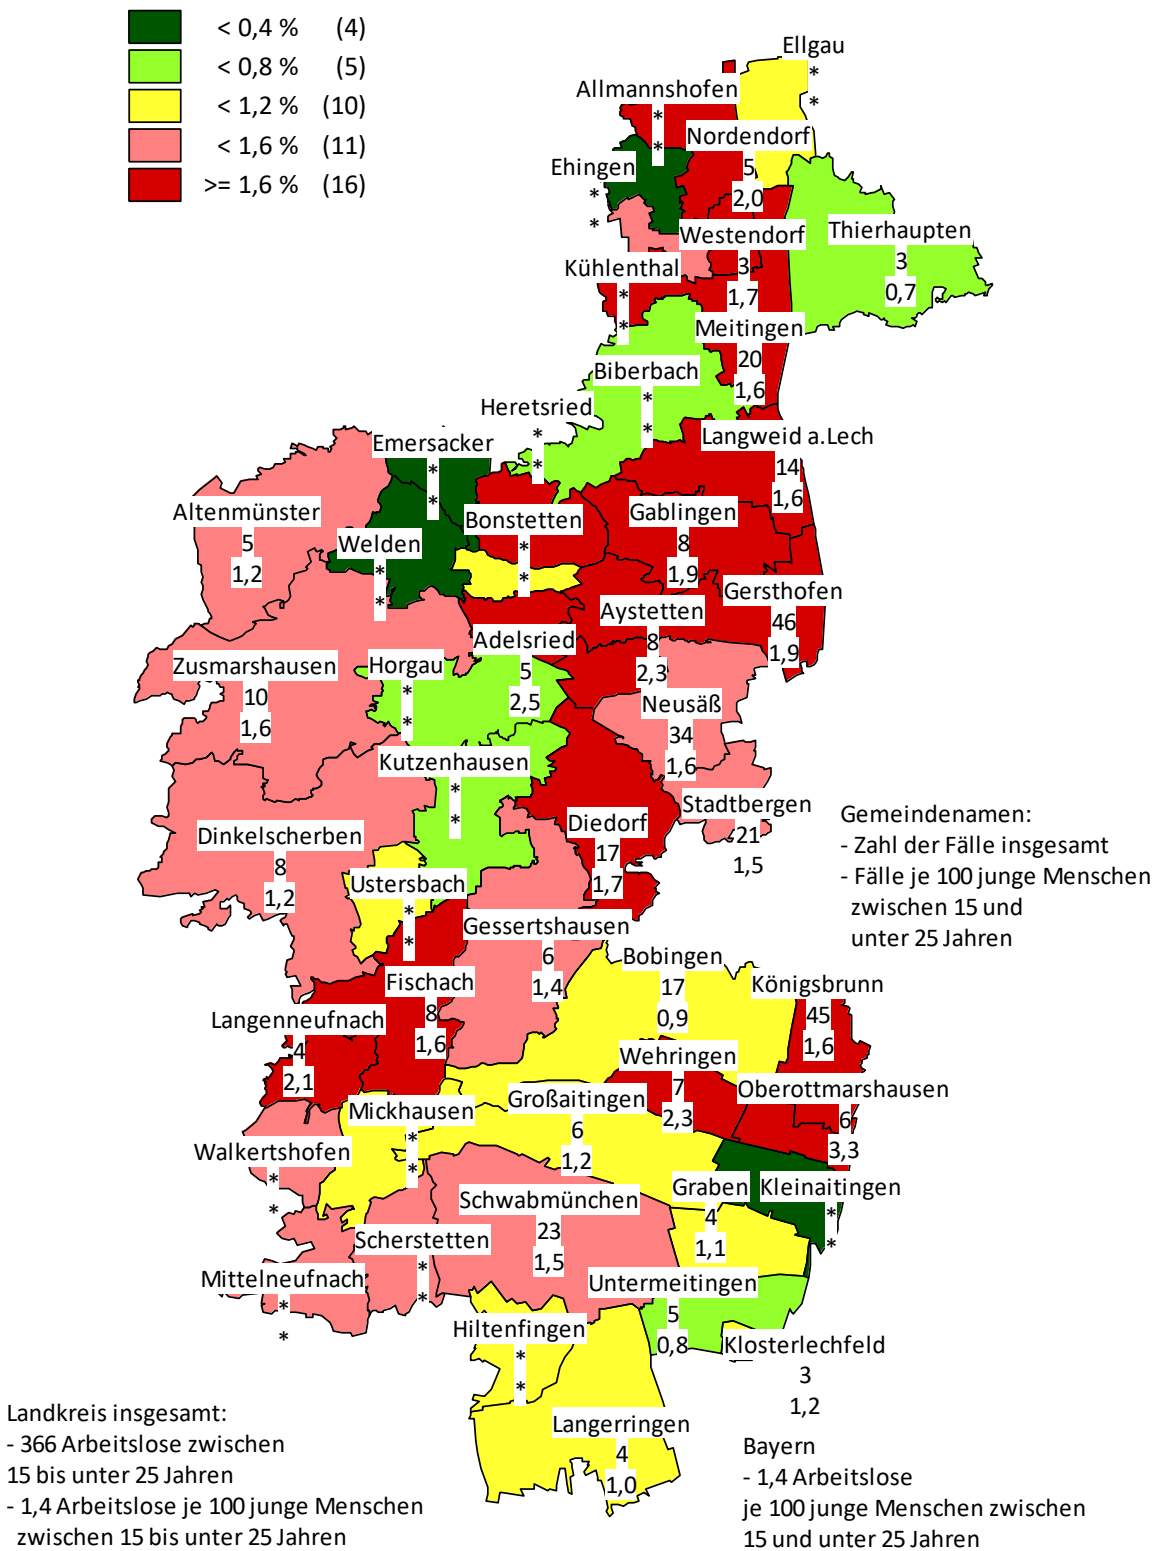 < 0,4 % (4)
< 0,8 % (5)
< 1,2 % (10)
< 1,6 % (11)
>= 1,6 % (16)
Ellgau
*
*
Allmannshofen
*
*
Nordendorf
5
2,0
Ehingen
*
*
Westendorf
3
1,7
Thierhaupten
3
0,7
Kühlenthal
*
*
Meitingen
20
1,6
Biberbach
*
*
Heretsried
*
*
Emersacker
*
*
Langweid a.Lech
14
1,6
Altenmünster
5
1,2
Bonstetten
*
*
Gablingen
8
1,9
Welden
*
*
Gersthofen
46
1,9
Aystetten
8
2,3
Adelsried
5
2,5
Zusmarshausen
10
1,6
Horgau
*
*
Neusäß
34
1,6
Kutzenhausen
*
*
Stadtbergen
21
1,5
Dinkelscherben
8
1,2
Diedorf
17
1,7
Gemeindenamen:
- Zahl der Fälle insgesamt
- Fälle je 100 junge Menschen
zwischen 15 und
unter 25 Jahren
Ustersbach
*
*
Gessertshausen
6
1,4
Bobingen
17
0,9
Fischach
8
1,6
Königsbrunn
45
1,6
Langenneufnach
4
2,1
Wehringen
7
2,3
Oberottmarshausen
6
3,3
Großaitingen
6
1,2
Mickhausen
*
*
Walkertshofen
*
*
Schwabmünchen
23
1,5
Graben
4
1,1
Kleinaitingen
*
*
Scherstetten
*
*
Mittelneufnach
*
*
Untermeitingen
5
0,8
Hiltenfingen
*
*
Klosterlechfeld
3
1,2
Langerringen
4
1,0
Landkreis insgesamt:
- 366 Arbeitslose zwischen
15 bis unter 25 Jahren
- 1,4 Arbeitslose je 100 junge Menschen
zwischen 15 bis unter 25 Jahren
Bayern
- 1,4 Arbeitslose
je 100 junge Menschen zwischen
15 und unter 25 Jahren